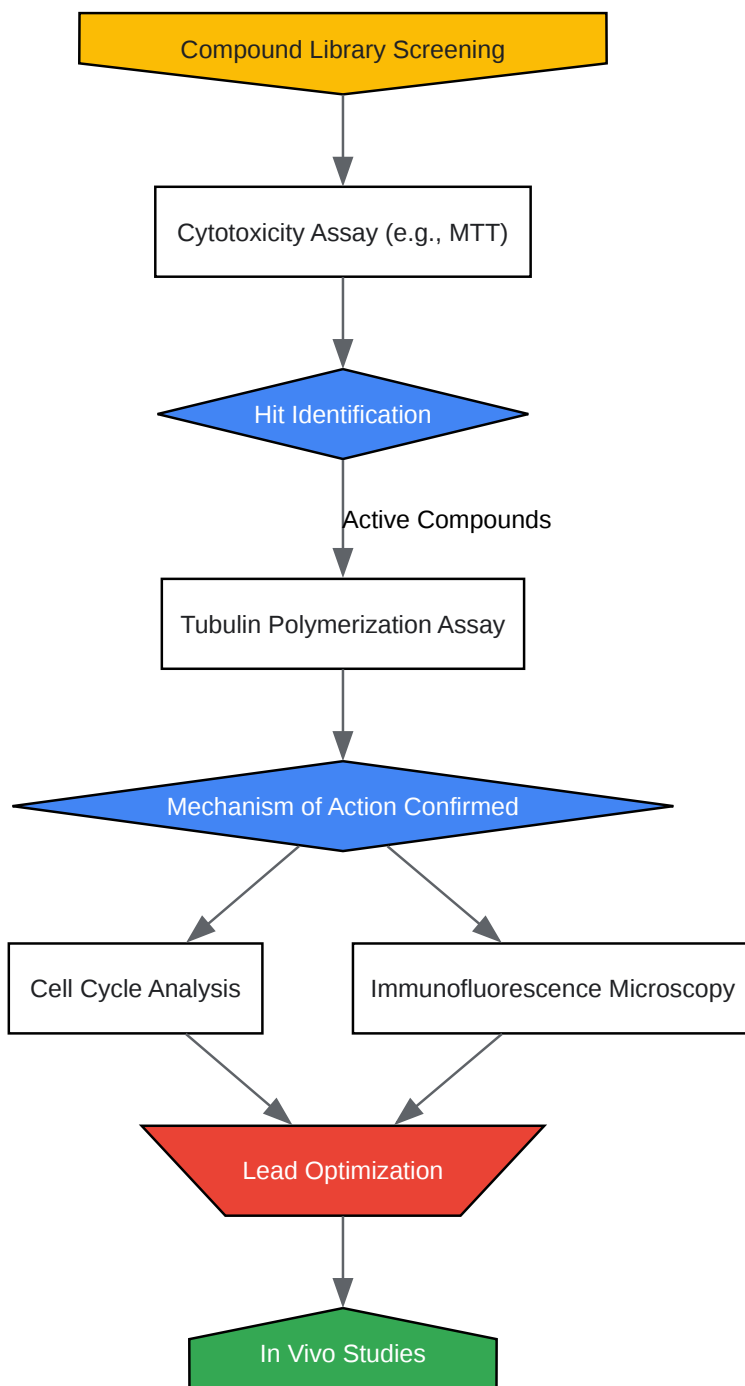 Compound Library Screening
Cytotoxicity Assay (e.g., MTT)
Hit Identification
Active Compounds
Tubulin Polymerization Assay
Mechanism of Action Confirmed
Cell Cycle Analysis
Immunofluorescence Microscopy
Lead Optimization
In Vivo Studies